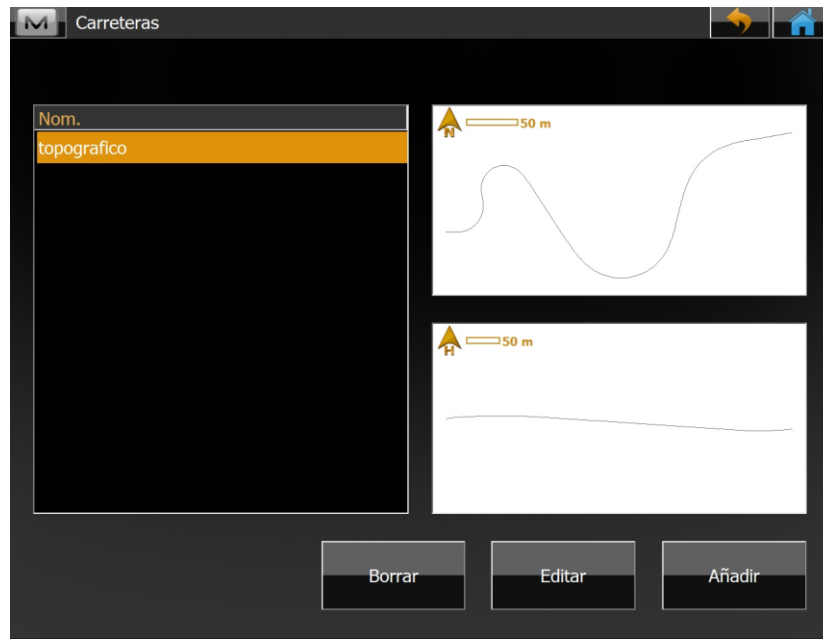 M Carreteras
Nom.
topografico
N 50 m
H 50 m
Borrar Editar Añadir